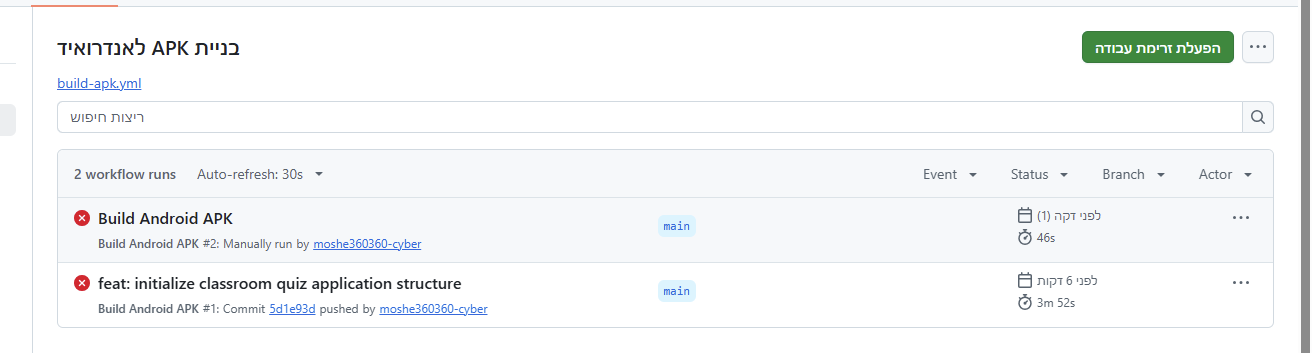 בניית APK לאנדרואיד
הפעלת זרימת עבודה
build-apk.yml
ריצות חיפוש
2 workflow runs Auto-refresh: 30s Event Status Branch Actor
Build Android APK
main
לפני דקה (1)
Build Android APK #2: Manually run by moshe360360-cyber
46s
feat: initialize classroom quiz application structure
main
לפני 6 דקות
Build Android APK #1: Commit 5d1e93d pushed by moshe360360-cyber
3m 52s